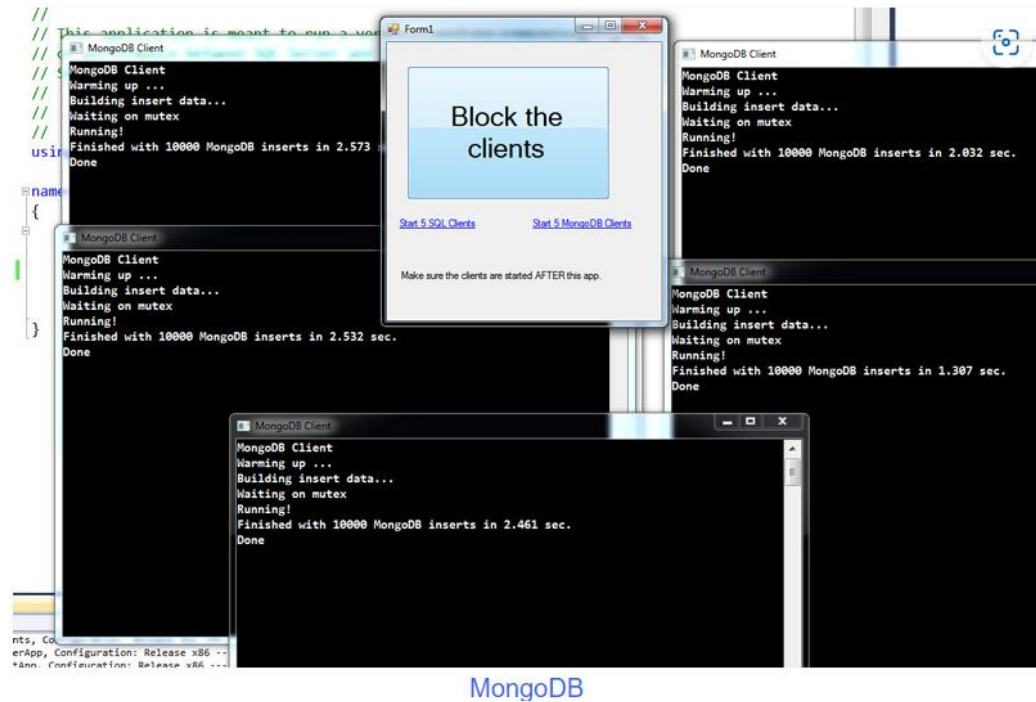 //
// This application is meant to run a
//
// S
//
//
//
using
name
{
}
MongoDB Client
MongoDB Client
Warming up ...
Building insert data...
Waiting on mutex
Running!
Finished with 10000 MongoDB inserts in 2.573
Done
Form1
Block the
clients
Start 5 SQL Clients
Start 5 MongoDB Clients
Make sure the clients are started AFTER this app.
MongoDB Client
MongoDB Client
Warming up ...
Building insert data...
Waiting on mutex
Running!
Finished with 10000 MongoDB inserts in 2.032 sec.
Done
MongoDB Client
MongoDB Client
Warming up ...
Building insert data...
Waiting on mutex
Running!
Finished with 10000 MongoDB inserts in 2.532 sec.
Done
MongoDB Client
MongoDB Client
Warming up ...
Building insert data...
Waiting on mutex
Running!
Finished with 10000 MongoDB inserts in 1.307 sec.
Done
MongoDB Client
MongoDB Client
Warming up ...
Building insert data...
Waiting on mutex
Running!
Finished with 10000 MongoDB inserts in 2.461 sec.
Done
nts, Co
erApp, Configuration: Release x86 --
tApp, Configuration: Release x86 ---
MongoDB